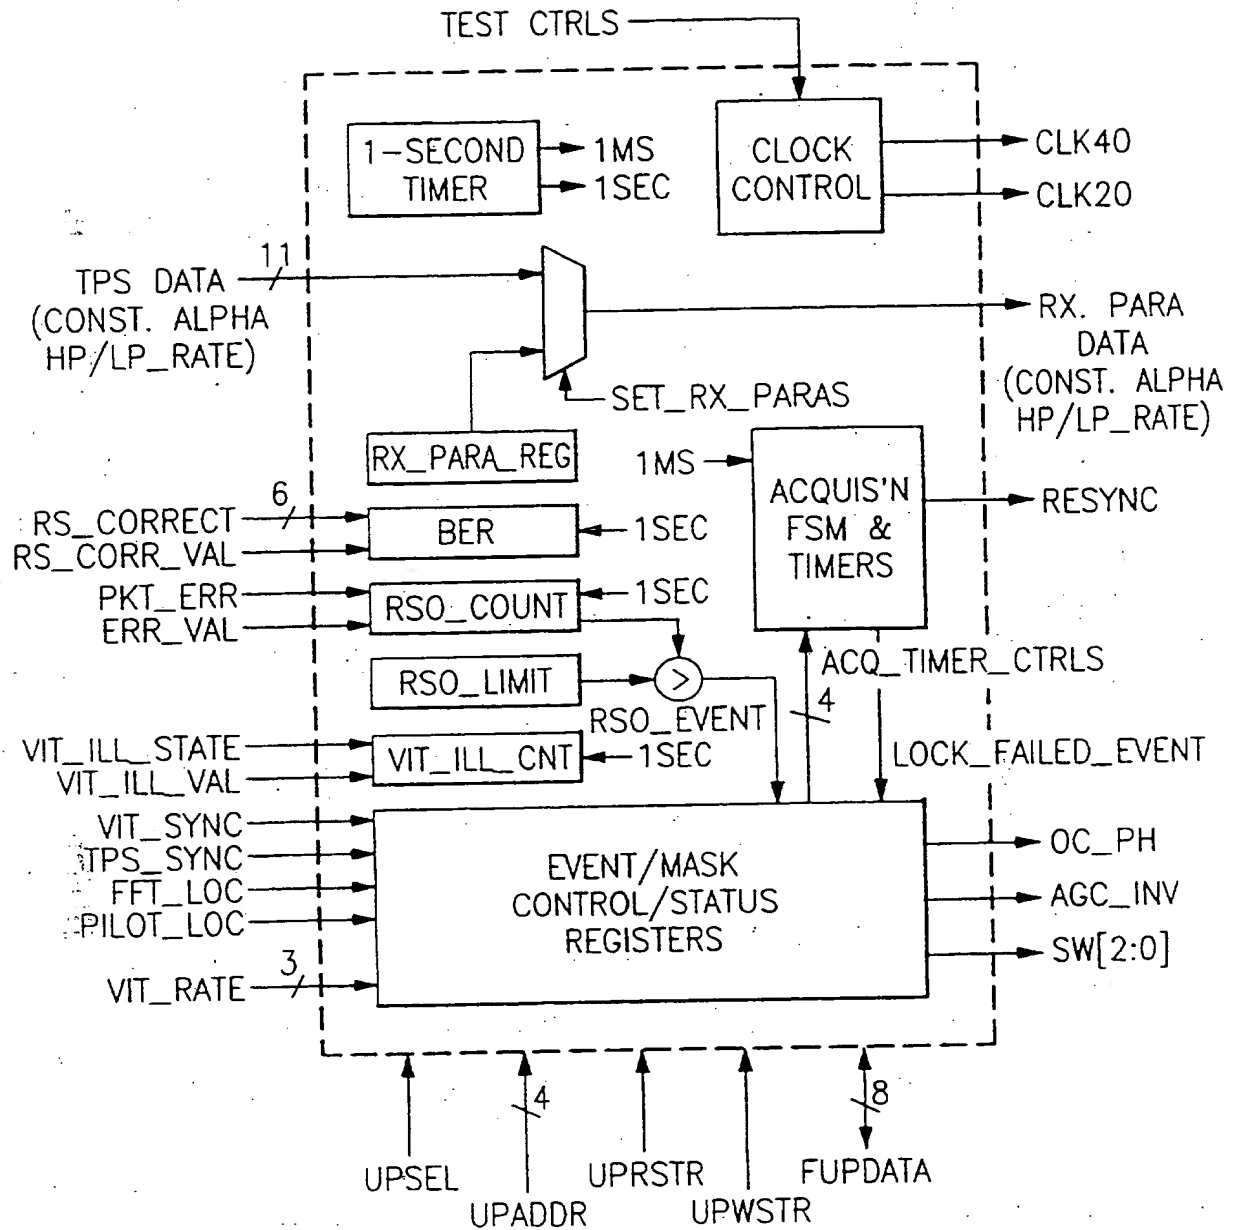 TEST CTRLS
1-SECOND
TIMER
1MS
1SEC
CLOCK
CONTROL
CLK40
CLK20
11
TPS DATA
(CONST. ALPHA
HP/LP_RATE)
RX. PARA
DATA
(CONST. ALPHA
HP/LP_RATE)
SET_RX_PARAS
RX_PARA_REG
1MS
ACQUIS'N
FSM &
TIMERS
RESYNC
6
RS_CORRECT
RS_CORR_VAL
BER
1SEC
PKT_ERR
ERR_VAL
RSO_COUNT
1SEC
RSO_LIMIT
>
RSO_EVENT
ACQ_TIMER_CTRLS
4
LOCK_FAILED_EVENT
VIT_ILL_STATE
VIT_ILL_VAL
VIT_ILL_CNT
1SEC
VIT_SYNC
TPS_SYNC
FFT_LOC
PILOT_LOC
3
VIT_RATE
EVENT/MASK
CONTROL/STATUS
REGISTERS
OC_PH
AGC_INV
SW[2:0]
4
8
UPSEL
UPADDR
UPRSTR
UPWSTR
FUPDATA